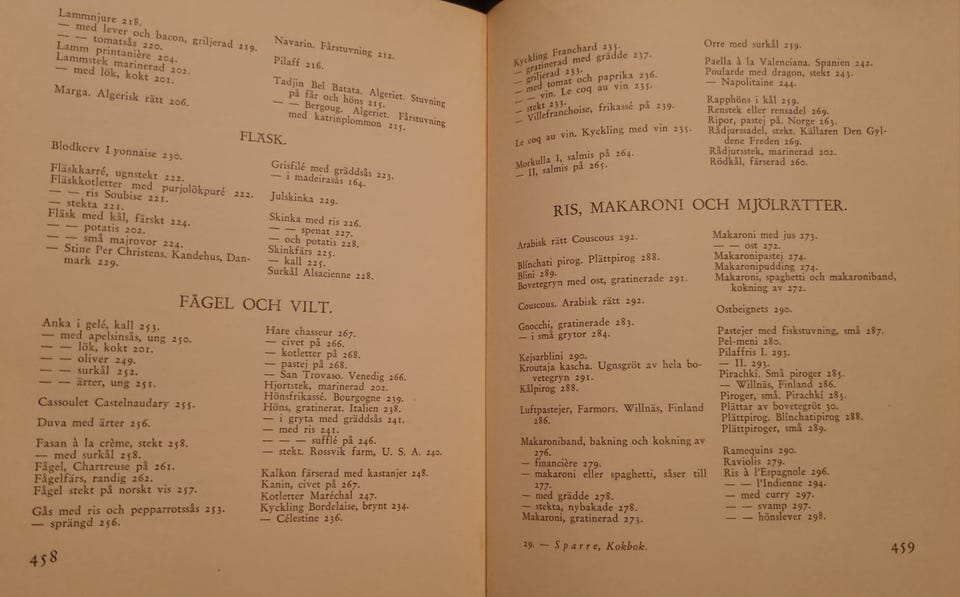 Lammnjure 218.
— med lever och bacon, griljerad 219.
— — tomatsås 220.
Lamm printanière 204.
Lammstek marinerad 202.
— med lök, kokt 201.
Marga. Algerisk rätt 206.
Navarin. Fårstuvning 212.
Pilaff 216.
Tadjin Bel Batata. Algeriet. Stuvning
på får och höns 215.
— — Bergoug. Algeriet. Fårstuvning
med katrinplommon 215.
FLÄSK.
Blodkorv Lyonnaise 230.
Fläskkarré, ugnstekt 222.
Fläskkotletter med purjolökpuré 222.
— — ris Soubise 221.
— stekta 221.
Fläsk med kål, färskt 224.
— — potatis 202.
— — små majrovor 224.
— Stine Per Christens. Kandehus, Dan-
mark 229.
Grisfilé med gräddsås 223.
— i madeirasås 164.
Julskinka 229.
Skinka med ris 226.
— — spenat 227.
— och potatis 228.
Skinkfärs 225.
— kall 225.
Surkål Alsacienne 228.
FÅGEL OCH VILT.
Anka i gelé, kall 253.
— med apelsinsås, ung 250.
— — lök, kokt 201.
— — oliver 249.
— — surkål 252.
— — ärter, ung 251.
Cassoulet Castelnaudary 255.
Duva med ärter 256.
Fasan à la crème, stekt 258.
— med surkål 258.
Fågel, Chartreuse på 261.
Fågelfärs, randig 262.
Fågel stekt på norskt vis 257.
Gås med ris och pepparrotssås 253.
— sprängd 256.
Hare chasseur 267.
— civet på 266.
— kotletter på 268.
— pastej på 268.
— San Trovaso. Venedig 266.
Hjortstek, marinerad 202.
Hönsfrikassé. Bourgogne 239.
Höns, gratinerat. Italien 238.
— i gryta med gräddsås 241.
— med ris 241.
— — — sufflé på 246.
— stekt. Rossvik farm, U. S. A. 240.
Kalkon färserad med kastanjer 248.
Kanin, civet på 267.
Kotletter Maréchal 247.
Kyckling Bordelaise, brynt 234.
— Célestine 236.
458
Kyckling Franchard 235.
— gratinerad med grädde 237.
— griljerad 233.
— med tomat och paprika 236.
— — vin. Le coq au vin 235.
— stekt 233.
— Villefranchoise, frikassé på 239.
Le coq au vin. Kyckling med vin 235.
Morkulla I, salmis på 264.
— II, salmis på 265.
Orre med surkål 259.
Paella à la Valenciana. Spanien 242.
Poularde med dragon, stekt 243.
— Napolitaine 244.
Rapphöns i kål 259.
Renstek eller rensadel 269.
Ripor, pastej på. Norge 263.
Rådjurssadel, stekt. Källaren Den Gyl-
dene Freden 269.
Rådjursstek, marinerad 202.
Rödkål, färserad 260.
RIS, MAKARONI OCH MJÖLRÄTTER.
Arabisk rätt Couscous 292.
Blínchati pirog. Plättpirog 288.
Blini 289.
Bovetegryn med ost, gratinerade 291.
Couscous. Arabisk rätt 292.
Gnocchi, gratinerade 283.
— i små grytor 284.
Kejsarblini 290.
Kroutaja kascha. Ugnsgröt av hela bo-
vetegryn 291.
Kålpirog 288.
Luftpastejer, Farmors. Willnäs, Finland
286.
Makaroniband, bakning och kokning av
276.
— financière 279.
— makaroni eller spaghetti, såser till
277.
— med grädde 278.
— stekta, nybakade 278.
Makaroni, gratinerad 273.
Makaroni med jus 273.
— — ost 272.
Makaronipastej 274.
Makaronipudding 274.
Makaroni, spaghetti och makaroniband,
kokning av 272.
Ostbeignets 290.
Pastejer med fiskstuvning, små 287.
Pel-meni 280.
Pilaffris I. 293.
— II. 293.
Pirachkí. Små piroger 285.
— Willnäs, Finland 286.
Piroger, små. Pirachkí 285.
Plättar av bovetegröt 30.
Plättpirog. Blínchatipirog 288.
Plättpiroger, små 289.
Ramequins 290.
Raviolis 279.
Ris à l'Espagnole 296.
— — l'Indienne 294.
— med curry 297.
— — svamp 297.
— — hönslever 298.
29. — Sparre, Kokbok.
459